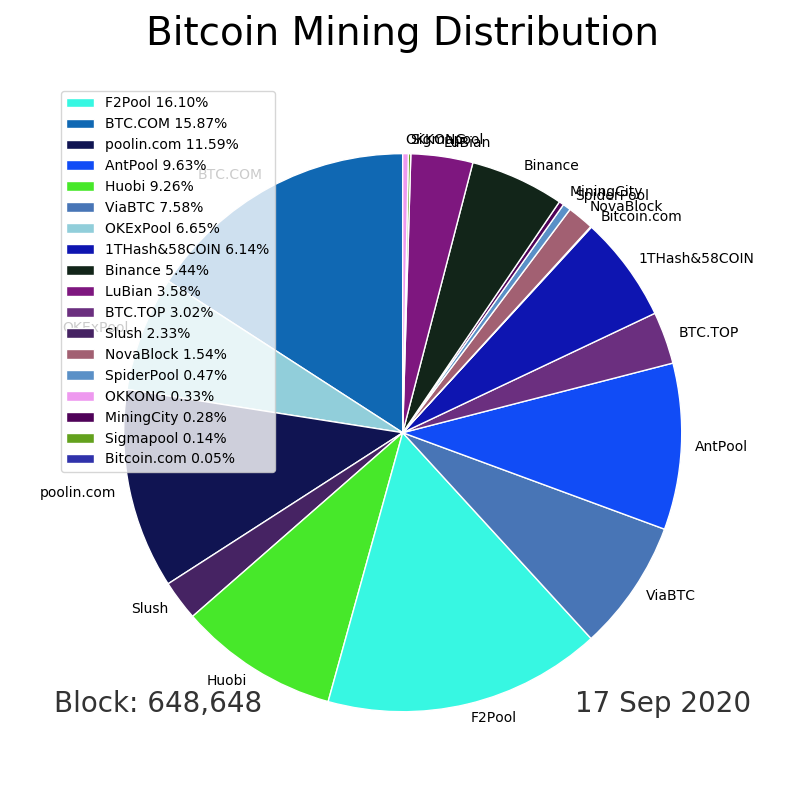 Bitcoin Mining Distribution
F2Pool 16.10%
BTC.COM 15.87%
poolin.com 11.59%
AntPool 9.63%
Huobi 9.26%
ViaBTC 7.58%
OKExPool 6.65%
1THash&58COIN 6.14%
Binance 5.44%
LuBian 3.58%
BTC.TOP 3.02%
Slush 2.33%
NovaBlock 1.54%
SpiderPool 0.47%
OKKONG 0.33%
MiningCity 0.28%
Sigmapool 0.14%
Bitcoin.com 0.05%
OKKONG
Sigmapool
LuBian
Binance
MiningCity
SpiderPool
NovaBlock
Bitcoin.com
1THash&58COIN
BTC.TOP
AntPool
ViaBTC
F2Pool
Huobi
Slush
poolin.com
OKExPool
BTC.COM
Block: 648,648
17 Sep 2020